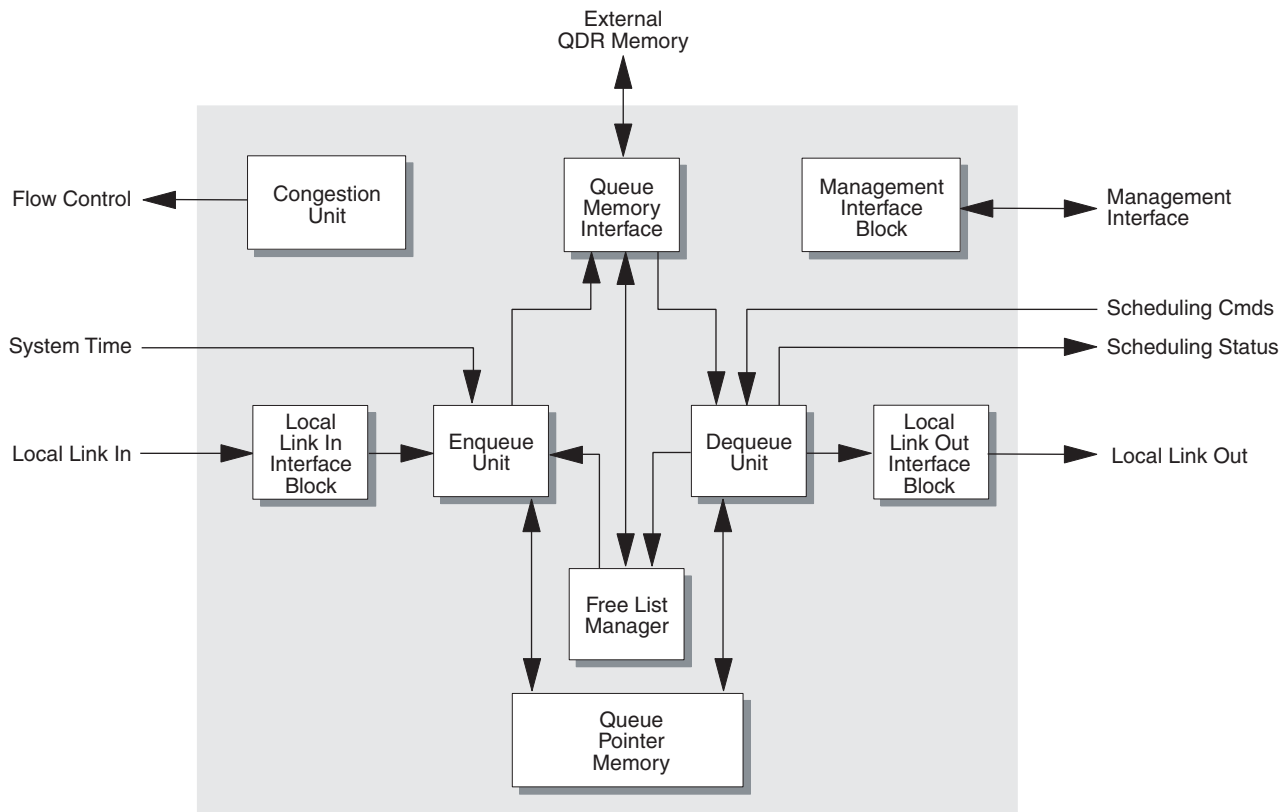 External
QDR Memory
Flow Control
Congestion
Unit
Queue
Memory
Interface
Management
Interface
Block
Management
Interface
Scheduling Cmds
System Time
Scheduling Status
Local Link In
Local
Link In
Interface
Block
Enqueue
Unit
Dequeue
Unit
Local
Link Out
Interface
Block
Local Link Out
Free List
Manager
Queue
Pointer
Memory